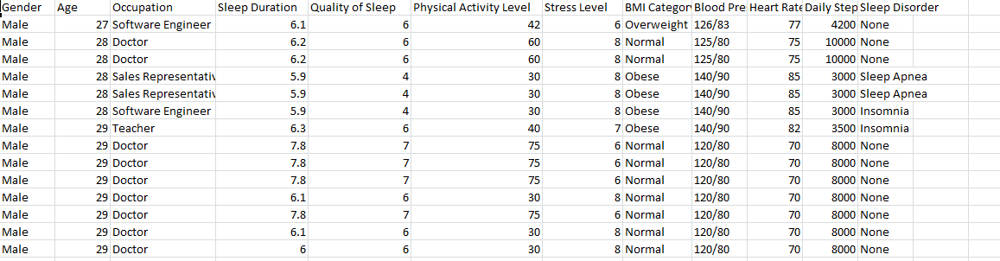 Gender Age Occupation Sleep Duration Quality of Sleep Physical Activity Level Stress Level BMI Categor Blood Pre Heart Rate Daily Step Sleep Disorder
Male 27 Software Engineer 6.1 6 42 6 Overweight 126/83 77 4200 None
Male 28 Doctor 6.2 6 60 8 Normal 125/80 75 10000 None
Male 28 Doctor 6.2 6 60 8 Normal 125/80 75 10000 None
Male 28 Sales Representativ 5.9 4 30 8 Obese 140/90 85 3000 Sleep Apnea
Male 28 Sales Representativ 5.9 4 30 8 Obese 140/90 85 3000 Sleep Apnea
Male 28 Software Engineer 5.9 4 30 8 Obese 140/90 85 3000 Insomnia
Male 29 Teacher 6.3 6 40 7 Obese 140/90 82 3500 Insomnia
Male 29 Doctor 7.8 7 75 6 Normal 120/80 70 8000 None
Male 29 Doctor 7.8 7 75 6 Normal 120/80 70 8000 None
Male 29 Doctor 7.8 7 75 6 Normal 120/80 70 8000 None
Male 29 Doctor 6.1 6 30 8 Normal 120/80 70 8000 None
Male 29 Doctor 7.8 7 75 6 Normal 120/80 70 8000 None
Male 29 Doctor 6.1 6 30 8 Normal 120/80 70 8000 None
Male 29 Doctor 6 6 30 8 Normal 120/80 70 8000 None